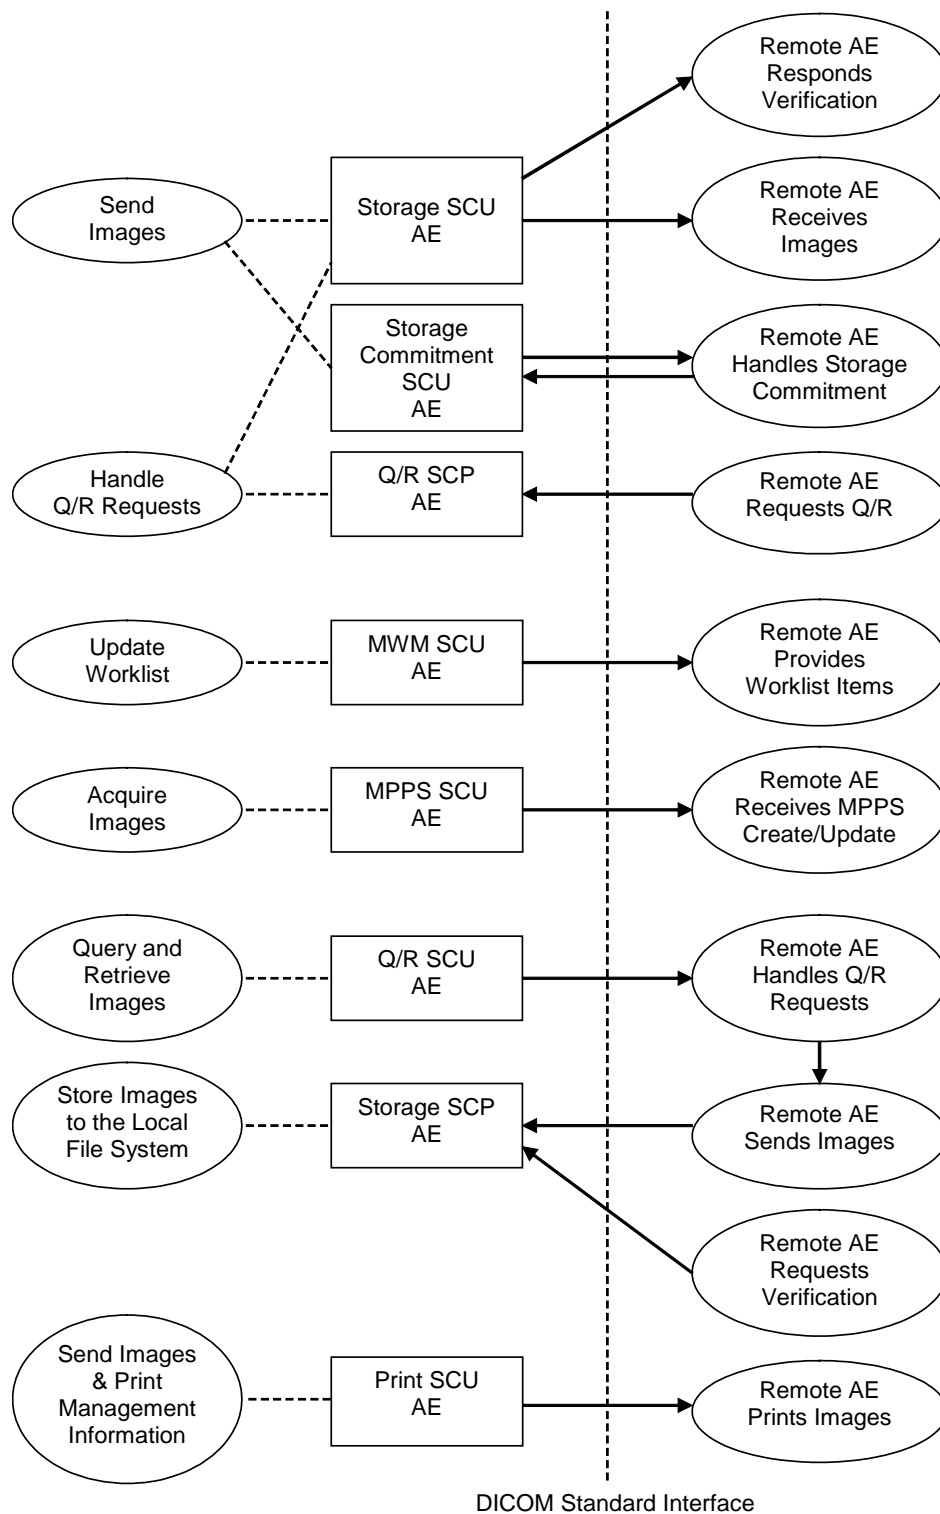 Remote AE
Responds
Verification
Send
Images
Storage SCU
AE
Remote AE
Receives
Images
Storage
Commitment
SCU
AE
Remote AE
Handles Storage
Commitment
Handle
Q/R Requests
Q/R SCP
AE
Remote AE
Requests Q/R
Update
Worklist
MWM SCU
AE
Remote AE
Provides
Worklist Items
Acquire
Images
MPPS SCU
AE
Remote AE
Receives MPPS
Create/Update
Query and
Retrieve
Images
Q/R SCU
AE
Remote AE
Handles Q/R
Requests
Store Images
to the Local
File System
Storage SCP
AE
Remote AE
Sends Images
Remote AE
Requests
Verification
Send Images
& Print
Management
Information
Print SCU
AE
Remote AE
Prints Images
DICOM Standard Interface